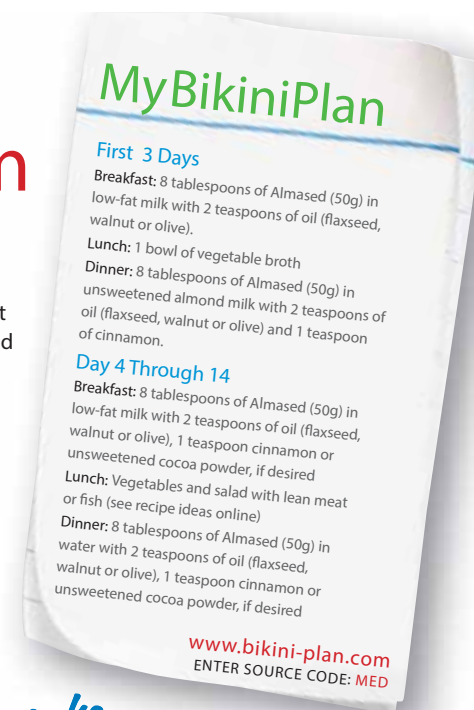 MyBikiniPlan
First 3 Days
Breakfast: 8 tablespoons of Almased (50g) in
low-fat milk with 2 teaspoons of oil (flaxseed,
walnut or olive).
Lunch: 1 bowl of vegetable broth
Dinner: 8 tablespoons of Almased (50g) in
unsweetened almond milk with 2 teaspoons of
oil (flaxseed, walnut or olive) and 1 teaspoon
of cinnamon.
Day 4 Through 14
Breakfast: 8 tablespoons of Almased (50g) in
low-fat milk with 2 teaspoons of oil (flaxseed,
walnut or olive), 1 teaspoon cinnamon or
unsweetened cocoa powder, if desired
Lunch: Vegetables and salad with lean meat
or fish (see recipe ideas online)
Dinner: 8 tablespoons of Almased (50g) in
water with 2 teaspoons of oil (flaxseed,
walnut or olive), 1 teaspoon cinnamon or
unsweetened cocoa powder, if desired
www.bikini-plan.com
ENTER SOURCE CODE: MED